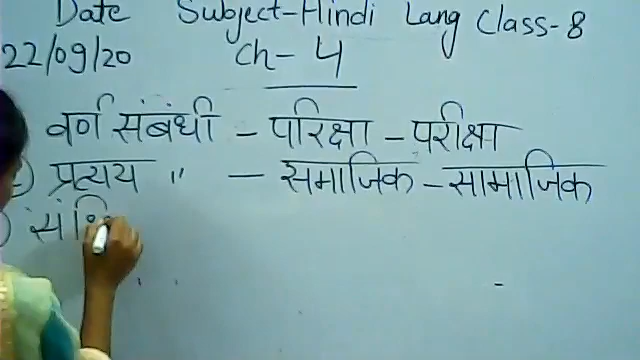 Date Subject-Hindi Lang Class-8
22/09/20 Ch- 4
वर्ण संबंधी - परिक्षा - परीक्षा
प्रत्यय " - समाजिक - सामाजिक
संधि